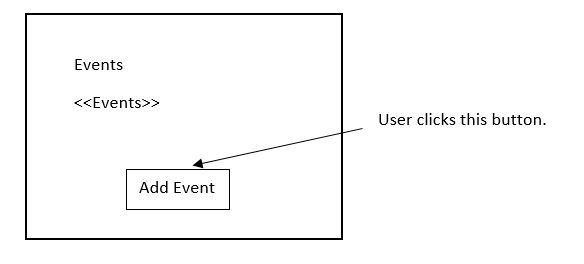 Events
<<Events>>
User clicks this button.
Add Event